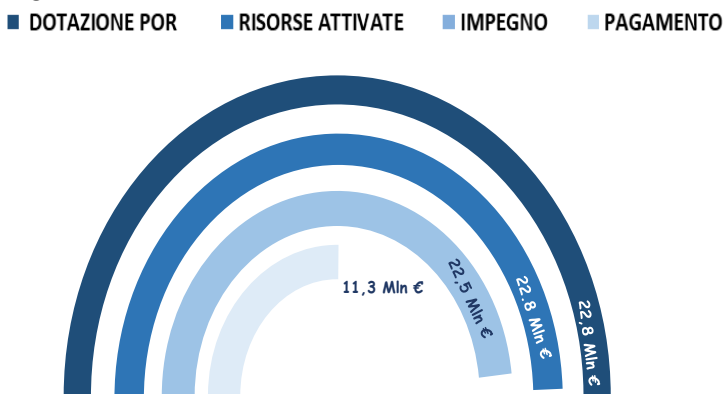 DOTAZIONE POR RISORSE ATTIVATE IMPEGNO PAGAMENTO
11,3 Mln €
22,5 Mln €
22.8 Mln €
22,8 Mln €